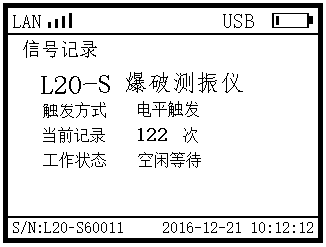 LAN USB
信号记录
L20-S 爆破测振仪
触发方式 电平触发
当前记录 122 次
工作状态 空闲等待
S/N:L20-S60011 2016-12-21 10:12:12